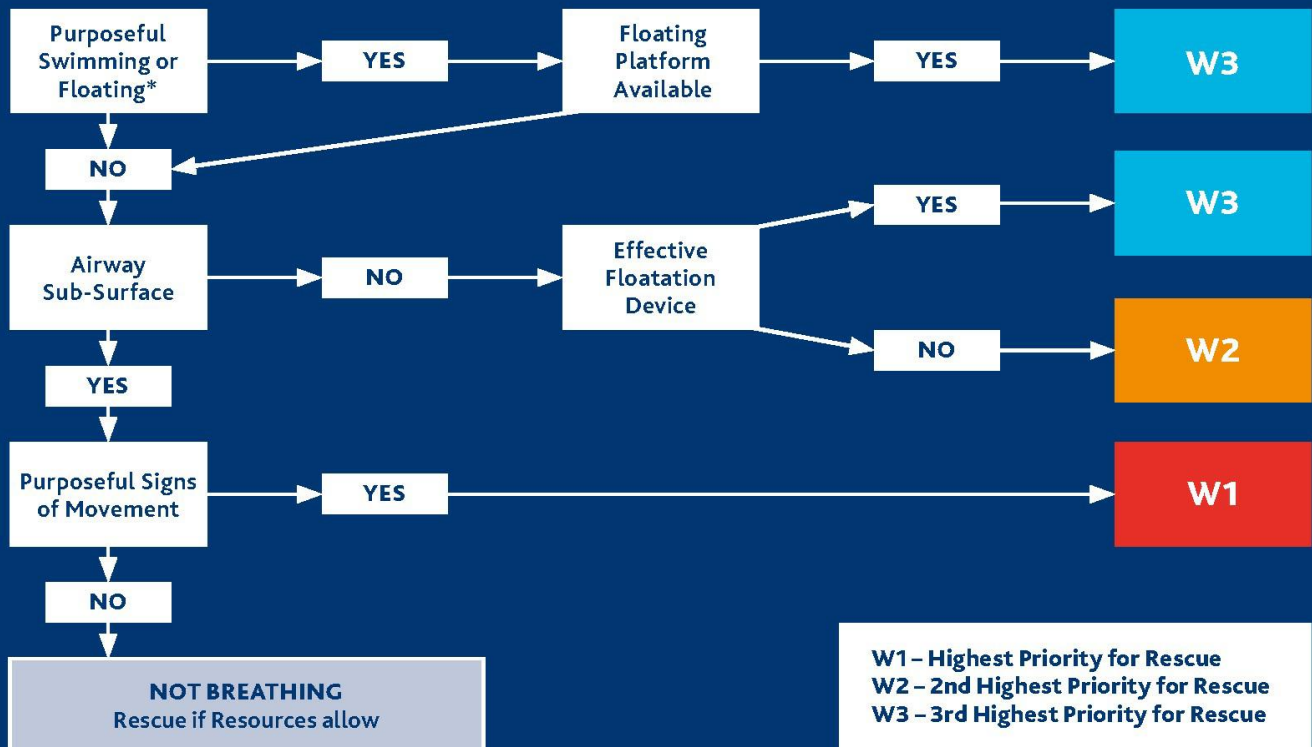 Purposeful
Swimming or
Floating*
YES
Floating
Platform
Available
YES
W3
NO
Airway
Sub-Surface
NO
Effective
Floatation
Device
YES
W3
NO
W2
YES
Purposeful Signs
of Movement
YES
W1
NO
NOT BREATHING
Rescue if Resources allow
W1 – Highest Priority for Rescue
W2 – 2nd Highest Priority for Rescue
W3 – 3rd Highest Priority for Rescue